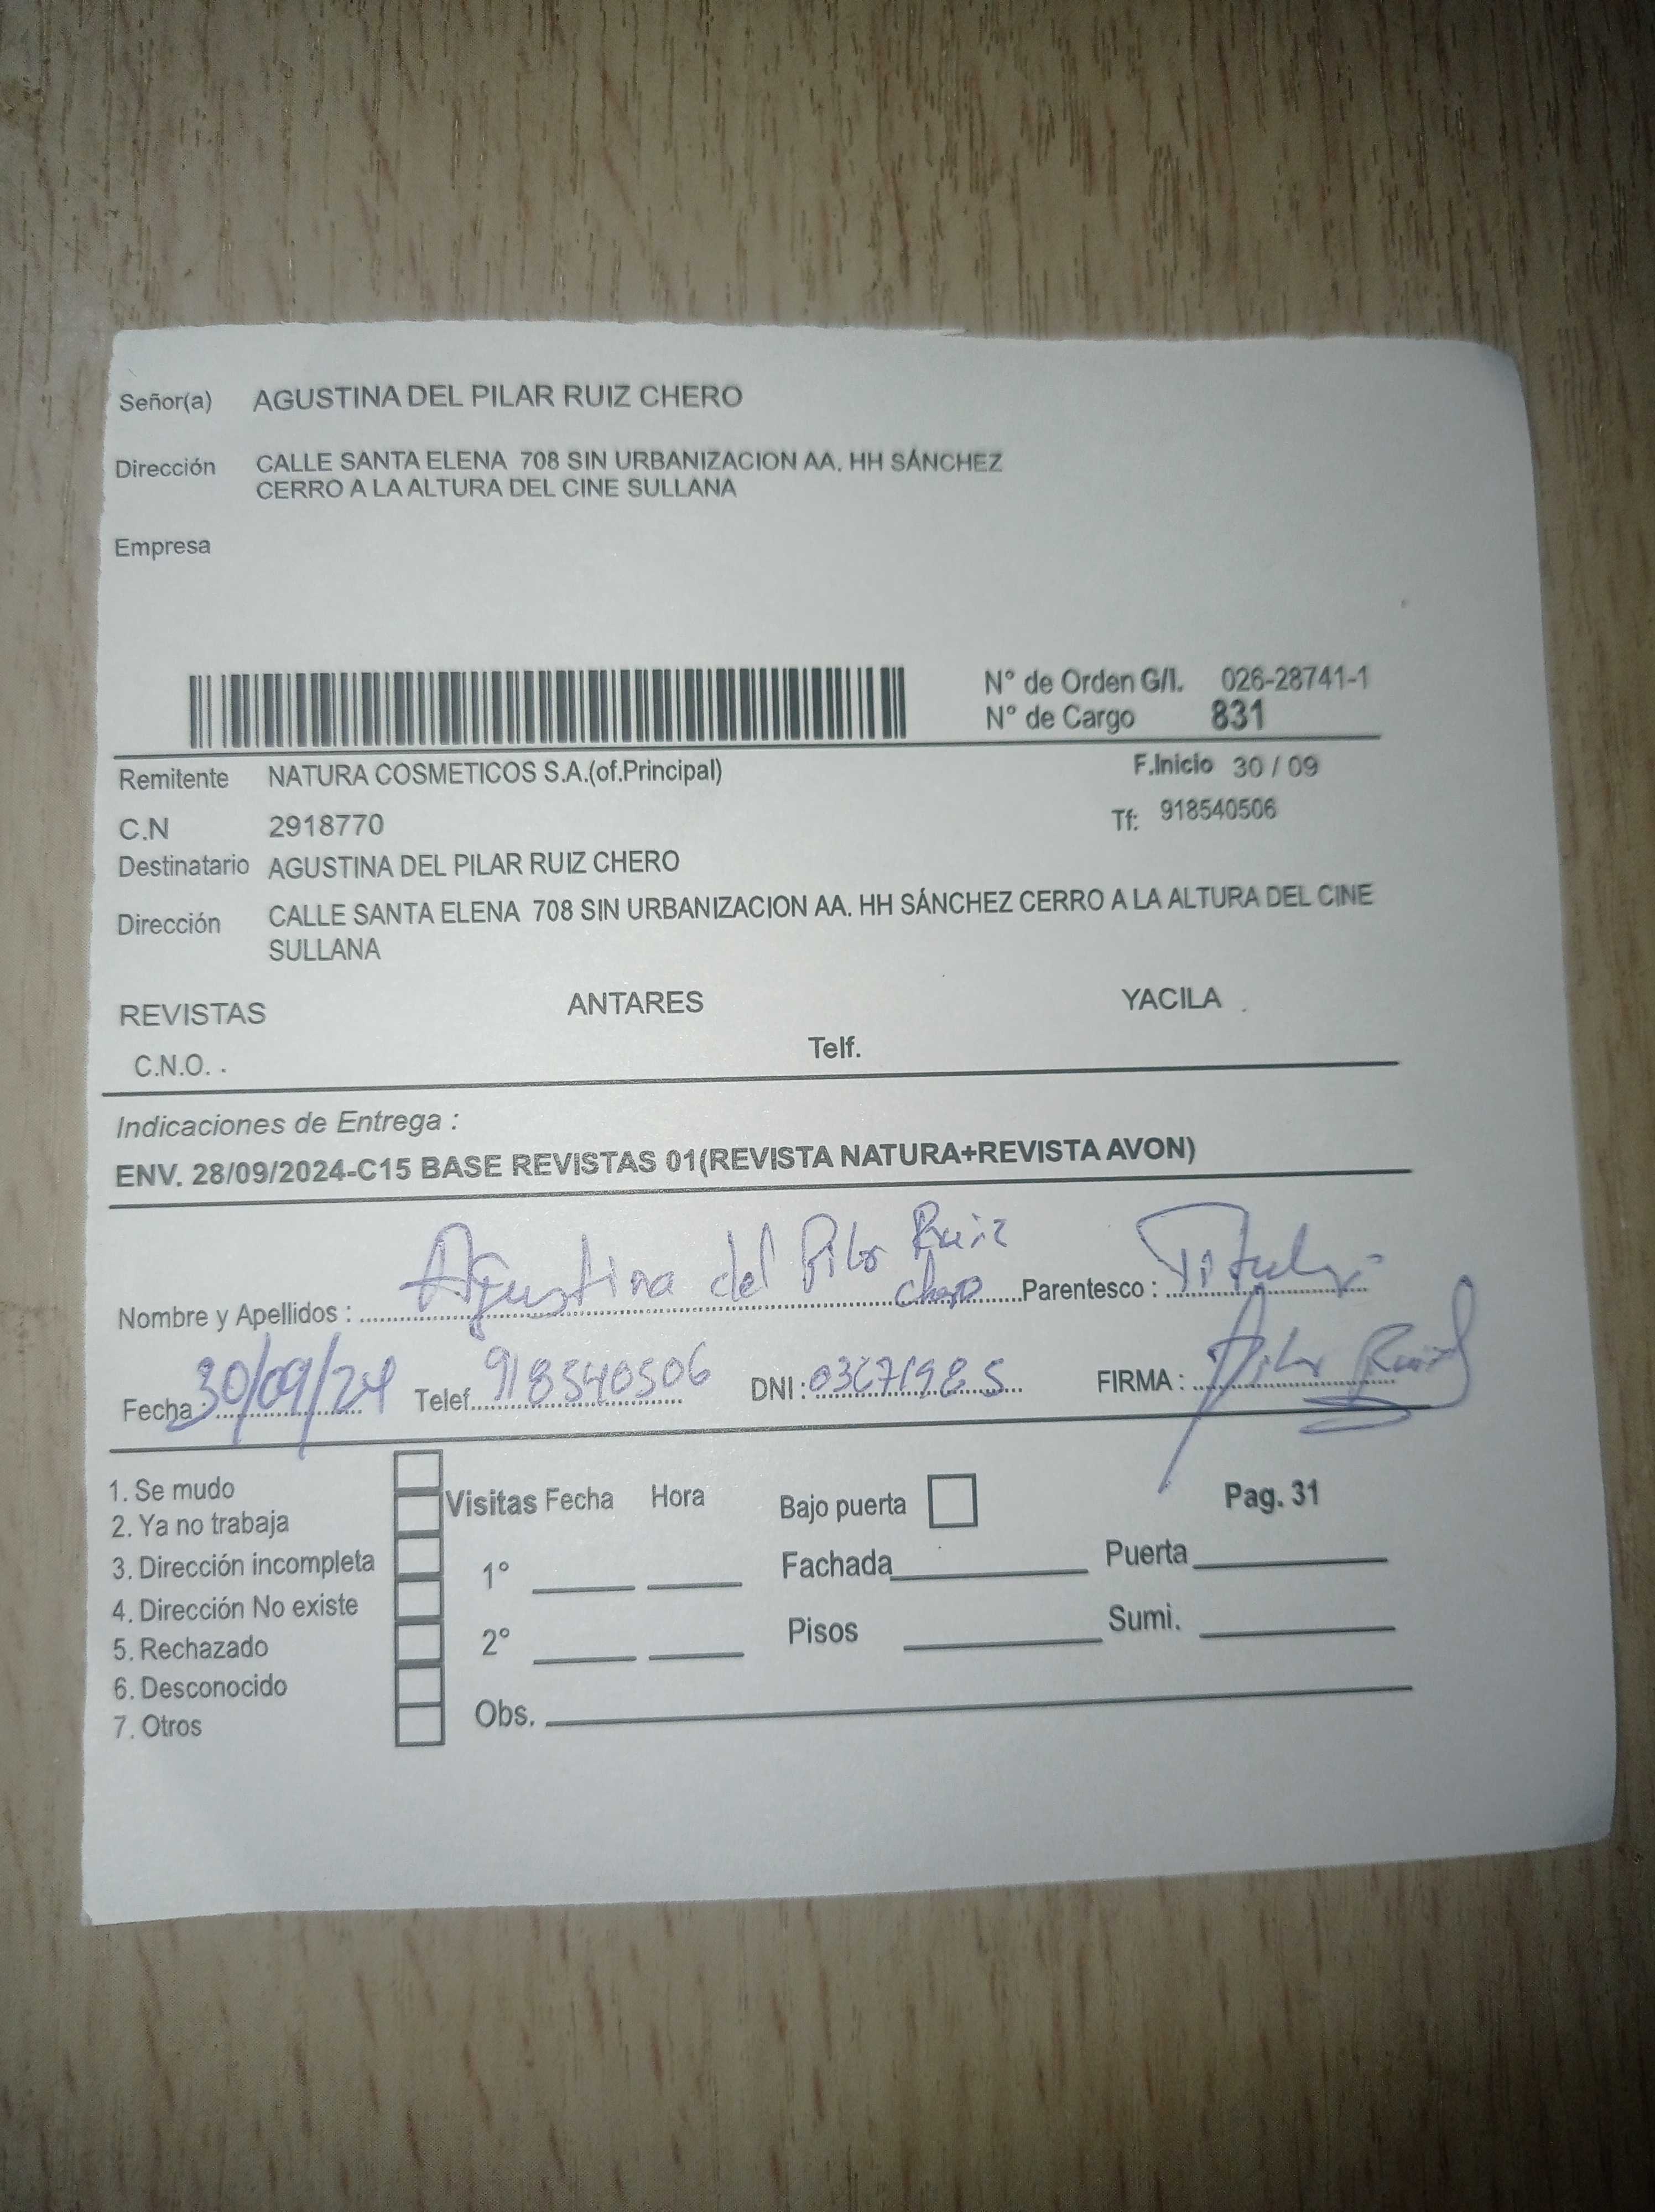 Señor(a) AGUSTINA DEL PILAR RUIZ CHERO
Dirección CALLE SANTA ELENA 708 SIN URBANIZACION AA. HH SÁNCHEZ
CERRO A LA ALTURA DEL CINE SULLANA
Empresa
N° de Orden G/I. 026-28741-1
N° de Cargo 831
Remitente NATURA COSMETICOS S.A.(of.Principal) F.Inicio 30 / 09
C.N 2918770 Tf: 918540506
Destinatario AGUSTINA DEL PILAR RUIZ CHERO
Dirección CALLE SANTA ELENA 708 SIN URBANIZACION AA. HH SÁNCHEZ CERRO A LA ALTURA DEL CINE
SULLANA
REVISTAS ANTARES YACILA .
C.N.O. . Telf.
Indicaciones de Entrega :
ENV. 28/09/2024-C15 BASE REVISTAS 01(REVISTA NATURA+REVISTA AVON)
Nombre y Apellidos : Agustina del Pilar Ruiz Chero Parentesco : Titular
Fecha : 30/09/24 Telef. 918540506 DNI : FIRMA : Pilar Ruiz
1. Se mudo
2. Ya no trabaja
3. Dirección incompleta
4. Dirección No existe
5. Rechazado
6. Desconocido
7. Otros
Visitas Fecha Hora Bajo puerta Pag. 31
1° Fachada Puerta
2° Pisos Sumi.
Obs.